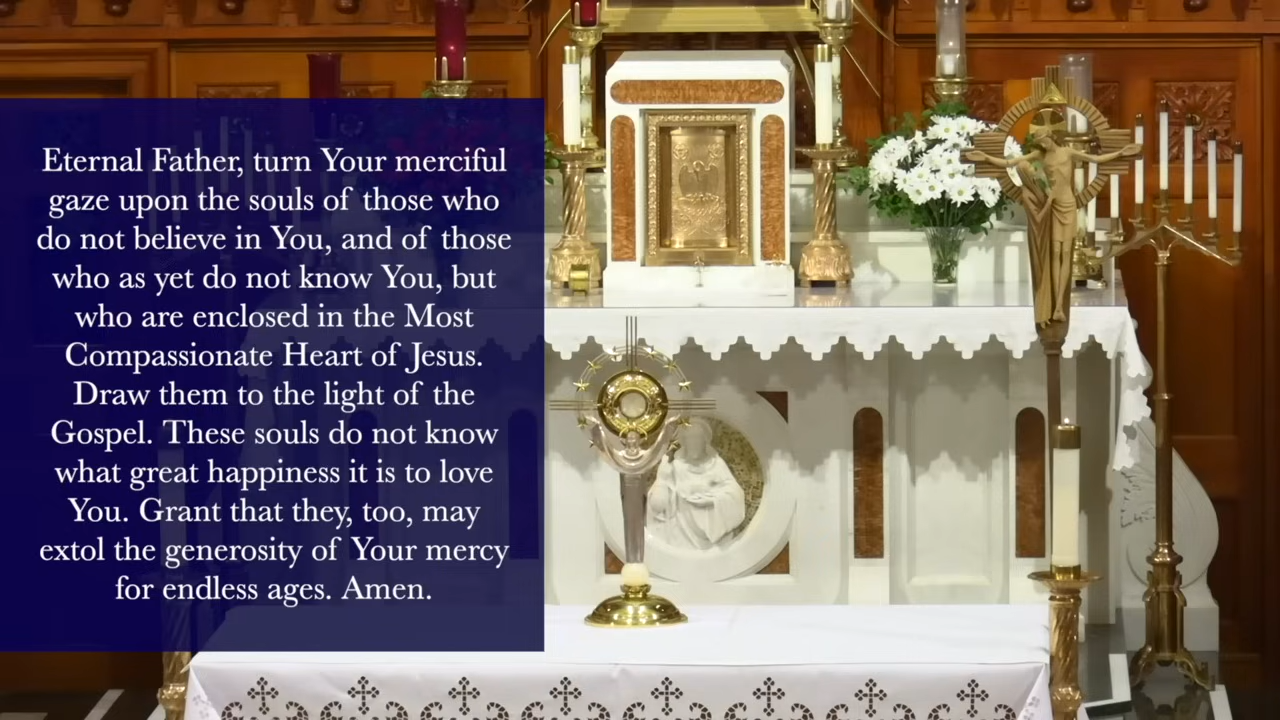 Eternal Father, turn Your merciful
gaze upon the souls of those who
do not believe in You, and of those
who as yet do not know You, but
who are enclosed in the Most
Compassionate Heart of Jesus.
Draw them to the light of the
Gospel. These souls do not know
what great happiness it is to love
You. Grant that they, too, may
extol the generosity of Your mercy
for endless ages. Amen.